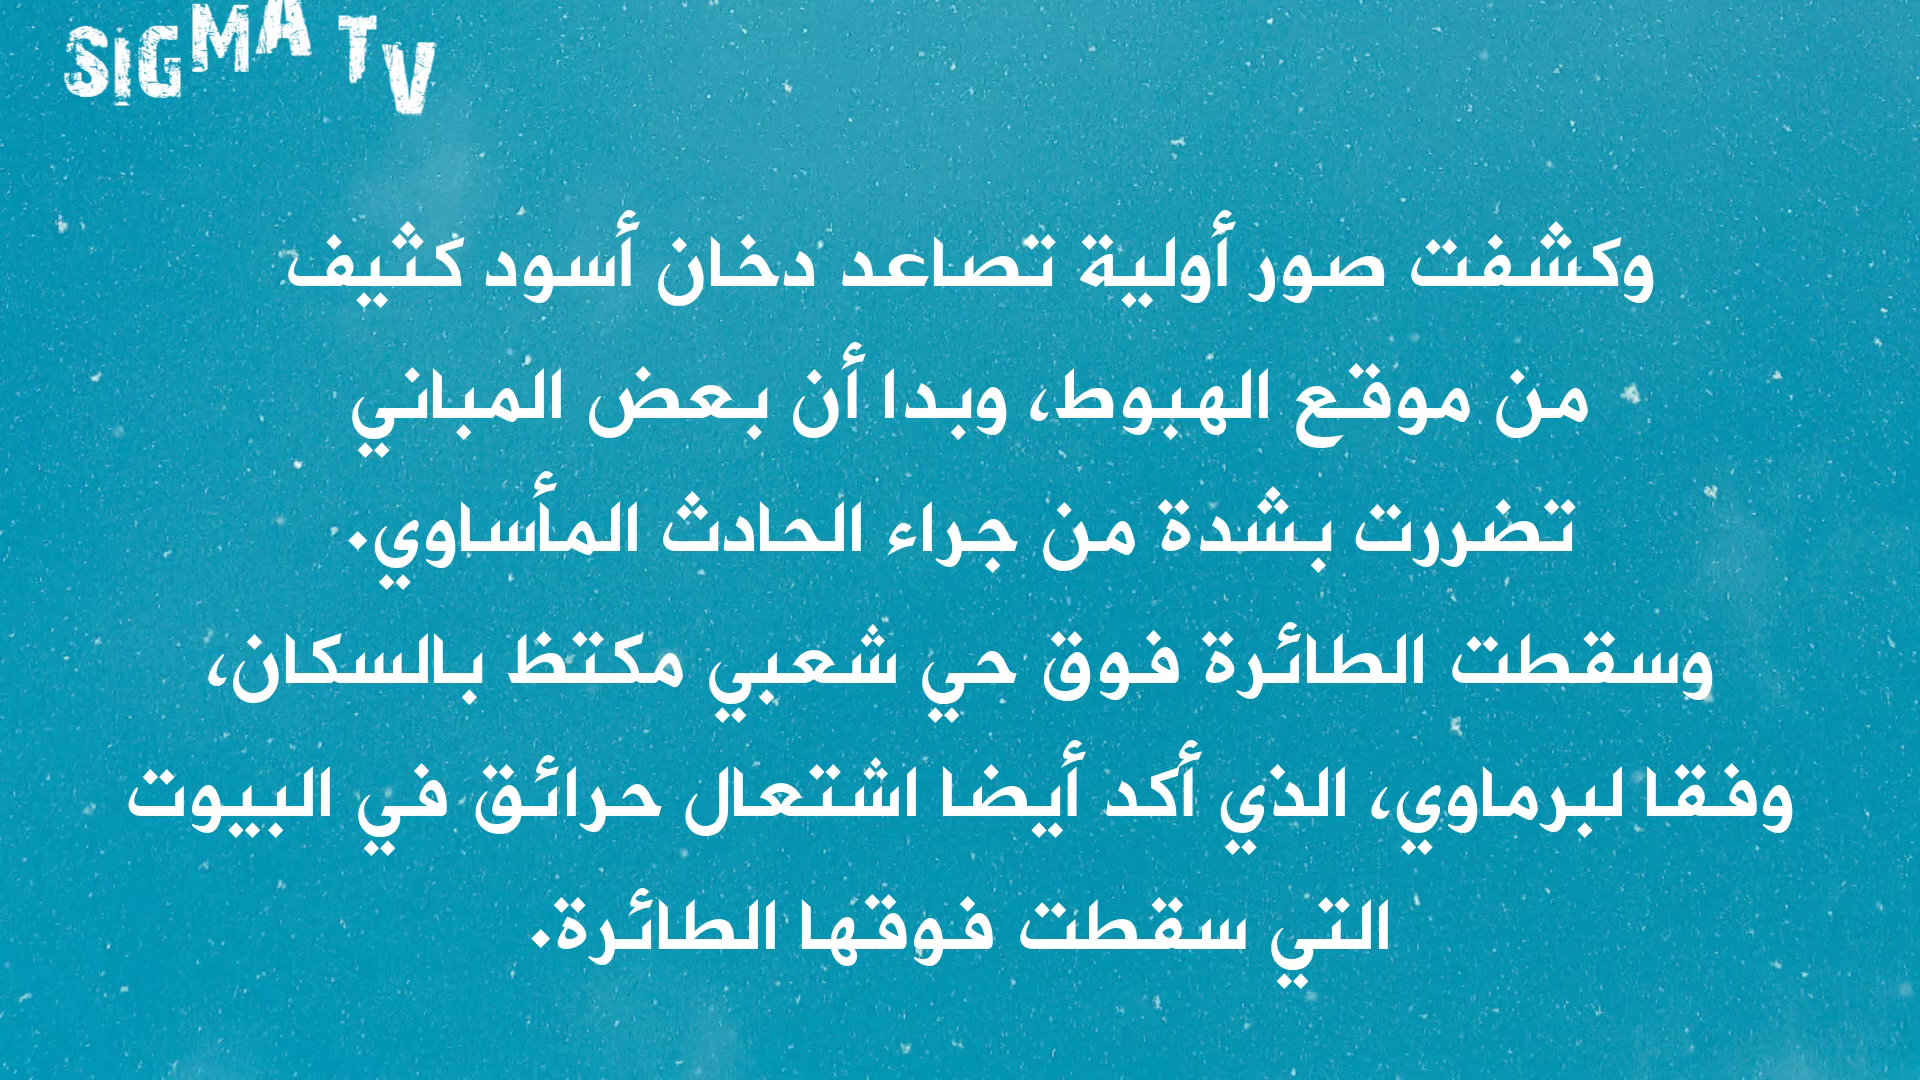 SIGMA TV
وكشفت صور أولية تصاعد دخان أسود كثيف
من موقع الهبوط، وبدا أن بعض المباني
تضررت بشدة من جراء الحادث المأساوي.
وسقطت الطائرة فوق حي شعبي مكتظ بالسكان،
وفقا لبرماوي، الذي أكد أيضا اشتعال حرائق في البيوت
التي سقطت فوقها الطائرة.